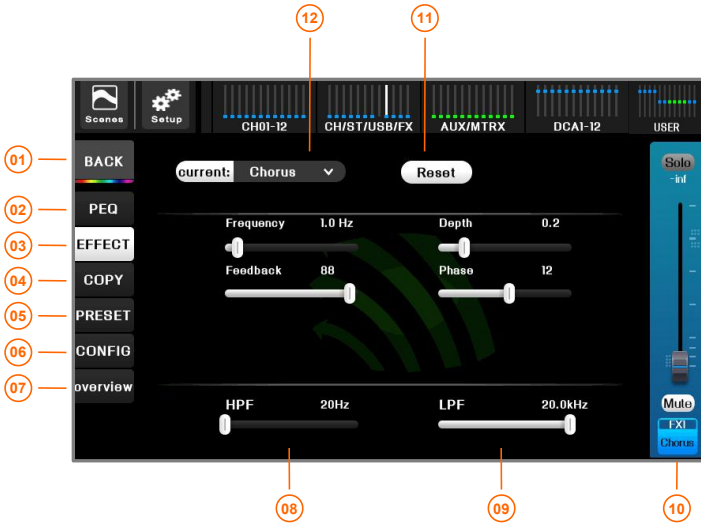 12 11
Scenes Setup CH01-12 CH/ST/USB/FX AUX/MTRX DCA1-12 USER
01 BACK current: Chorus Reset Solo
-inf
02 PEQ
Frequency 1.0 Hz Depth 0.2
03 EFFECT
Feedback 88 Phase 12
04 COPY
05 PRESET
06 CONFIG
07 overview
HPF 20Hz LPF 20.0kHz Mute
FX1
Chorus
08 09 10